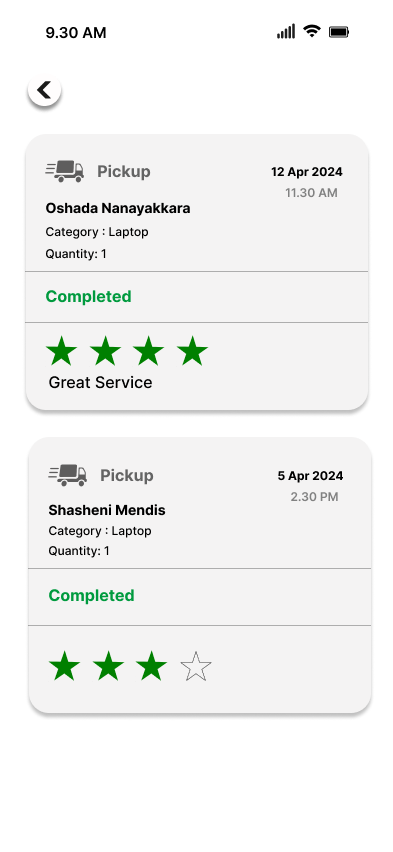 9.30 AM
Pickup
12 Apr 2024
11.30 AM
Oshada Nanayakkara
Category : Laptop
Quantity: 1
Completed
Great Service
Pickup
5 Apr 2024
2.30 PM
Shasheni Mendis
Category : Laptop
Quantity: 1
Completed